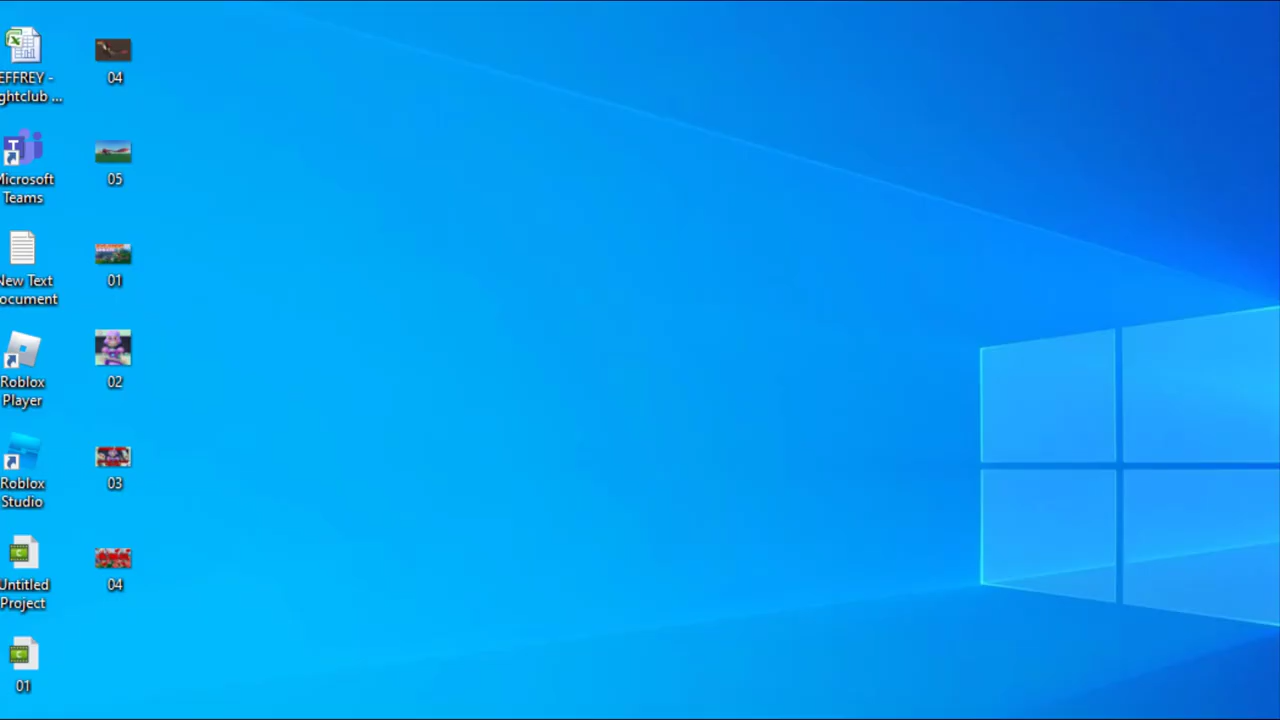 EFFREY -
ghtclub ...
Microsoft
Teams
New Text
ocument
Roblox
Player
Roblox
Studio
Untitled
Project
01
04
05
01
02
03
04